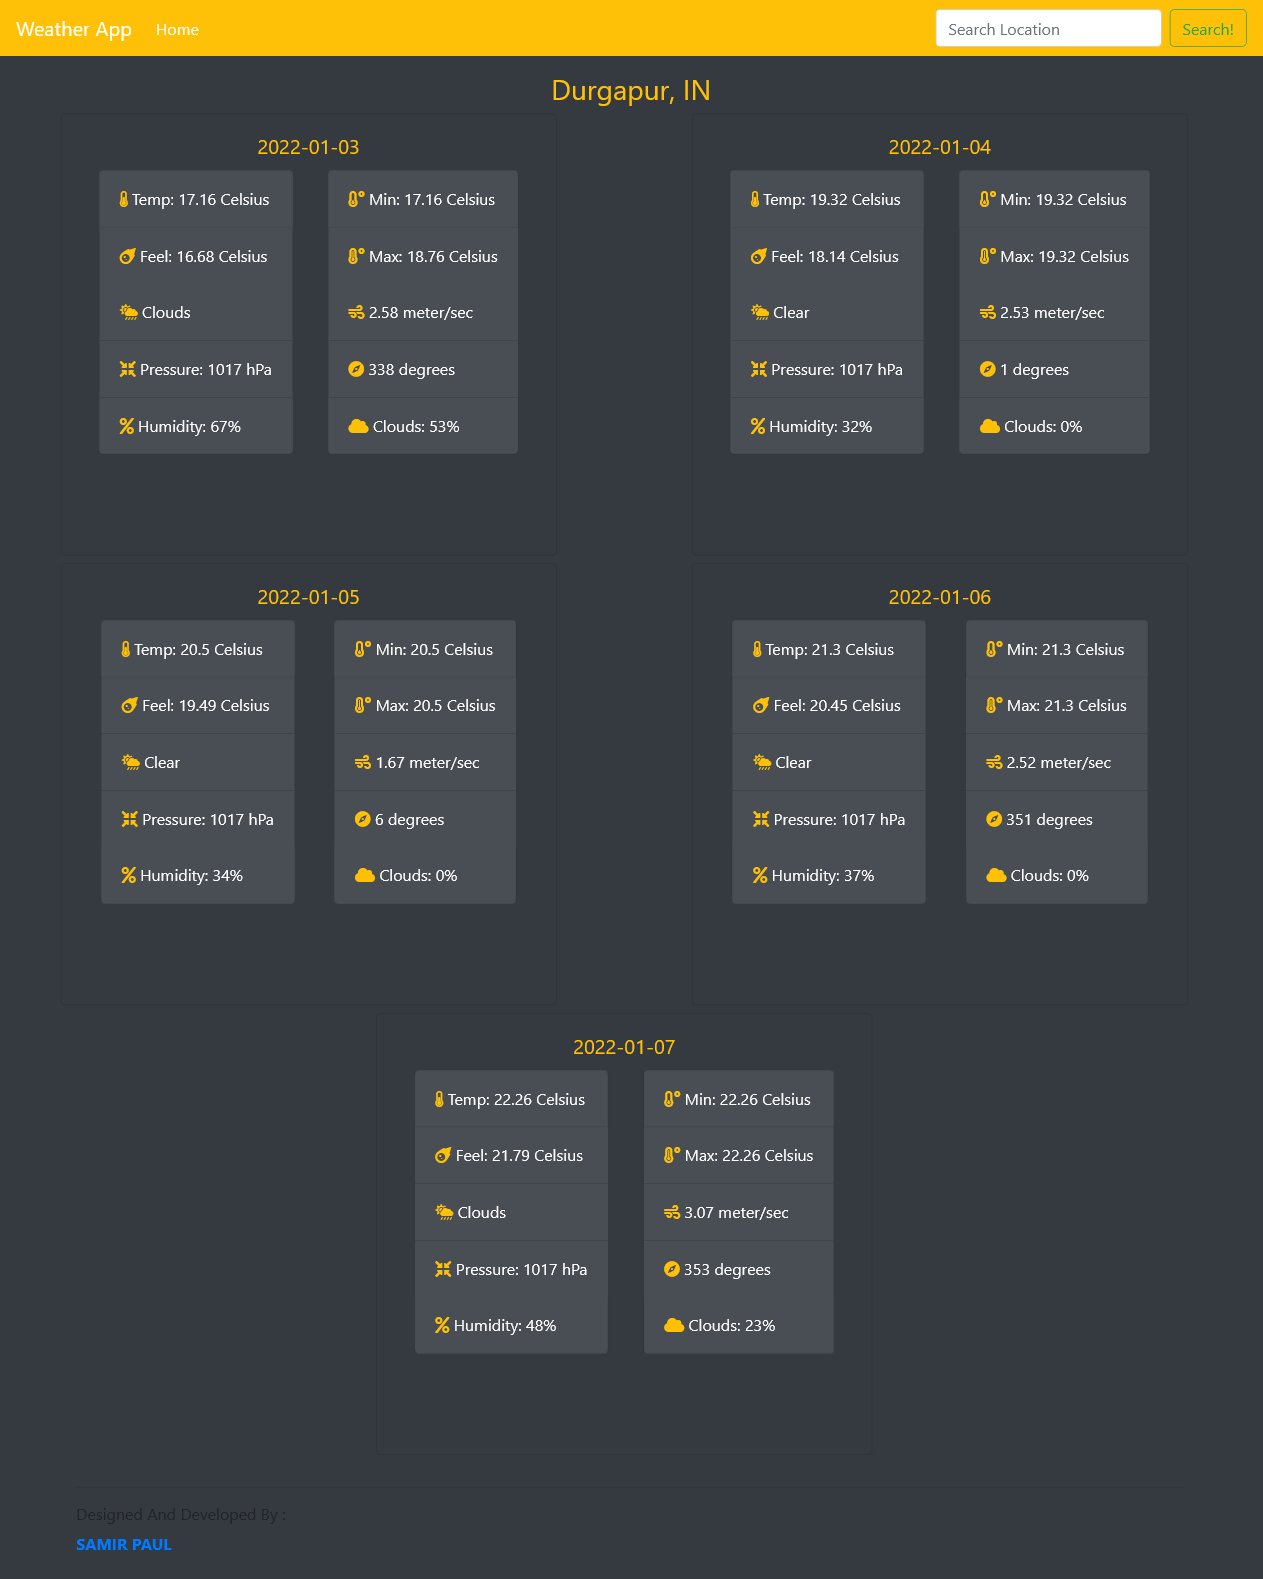 Weather App Home Search Location Search!
Durgapur, IN
2022-01-03
Temp: 17.16 Celsius
Feel: 16.68 Celsius
Clouds
Pressure: 1017 hPa
Humidity: 67%
Min: 17.16 Celsius
Max: 18.76 Celsius
2.58 meter/sec
338 degrees
Clouds: 53%
2022-01-04
Temp: 19.32 Celsius
Feel: 18.14 Celsius
Clear
Pressure: 1017 hPa
Humidity: 32%
Min: 19.32 Celsius
Max: 19.32 Celsius
2.53 meter/sec
1 degrees
Clouds: 0%
2022-01-05
Temp: 20.5 Celsius
Feel: 19.49 Celsius
Clear
Pressure: 1017 hPa
Humidity: 34%
Min: 20.5 Celsius
Max: 20.5 Celsius
1.67 meter/sec
6 degrees
Clouds: 0%
2022-01-06
Temp: 21.3 Celsius
Feel: 20.45 Celsius
Clear
Pressure: 1017 hPa
Humidity: 37%
Min: 21.3 Celsius
Max: 21.3 Celsius
2.52 meter/sec
351 degrees
Clouds: 0%
2022-01-07
Temp: 22.26 Celsius
Feel: 21.79 Celsius
Clouds
Pressure: 1017 hPa
Humidity: 48%
Min: 22.26 Celsius
Max: 22.26 Celsius
3.07 meter/sec
353 degrees
Clouds: 23%
Designed And Developed By :
SAMIR PAUL